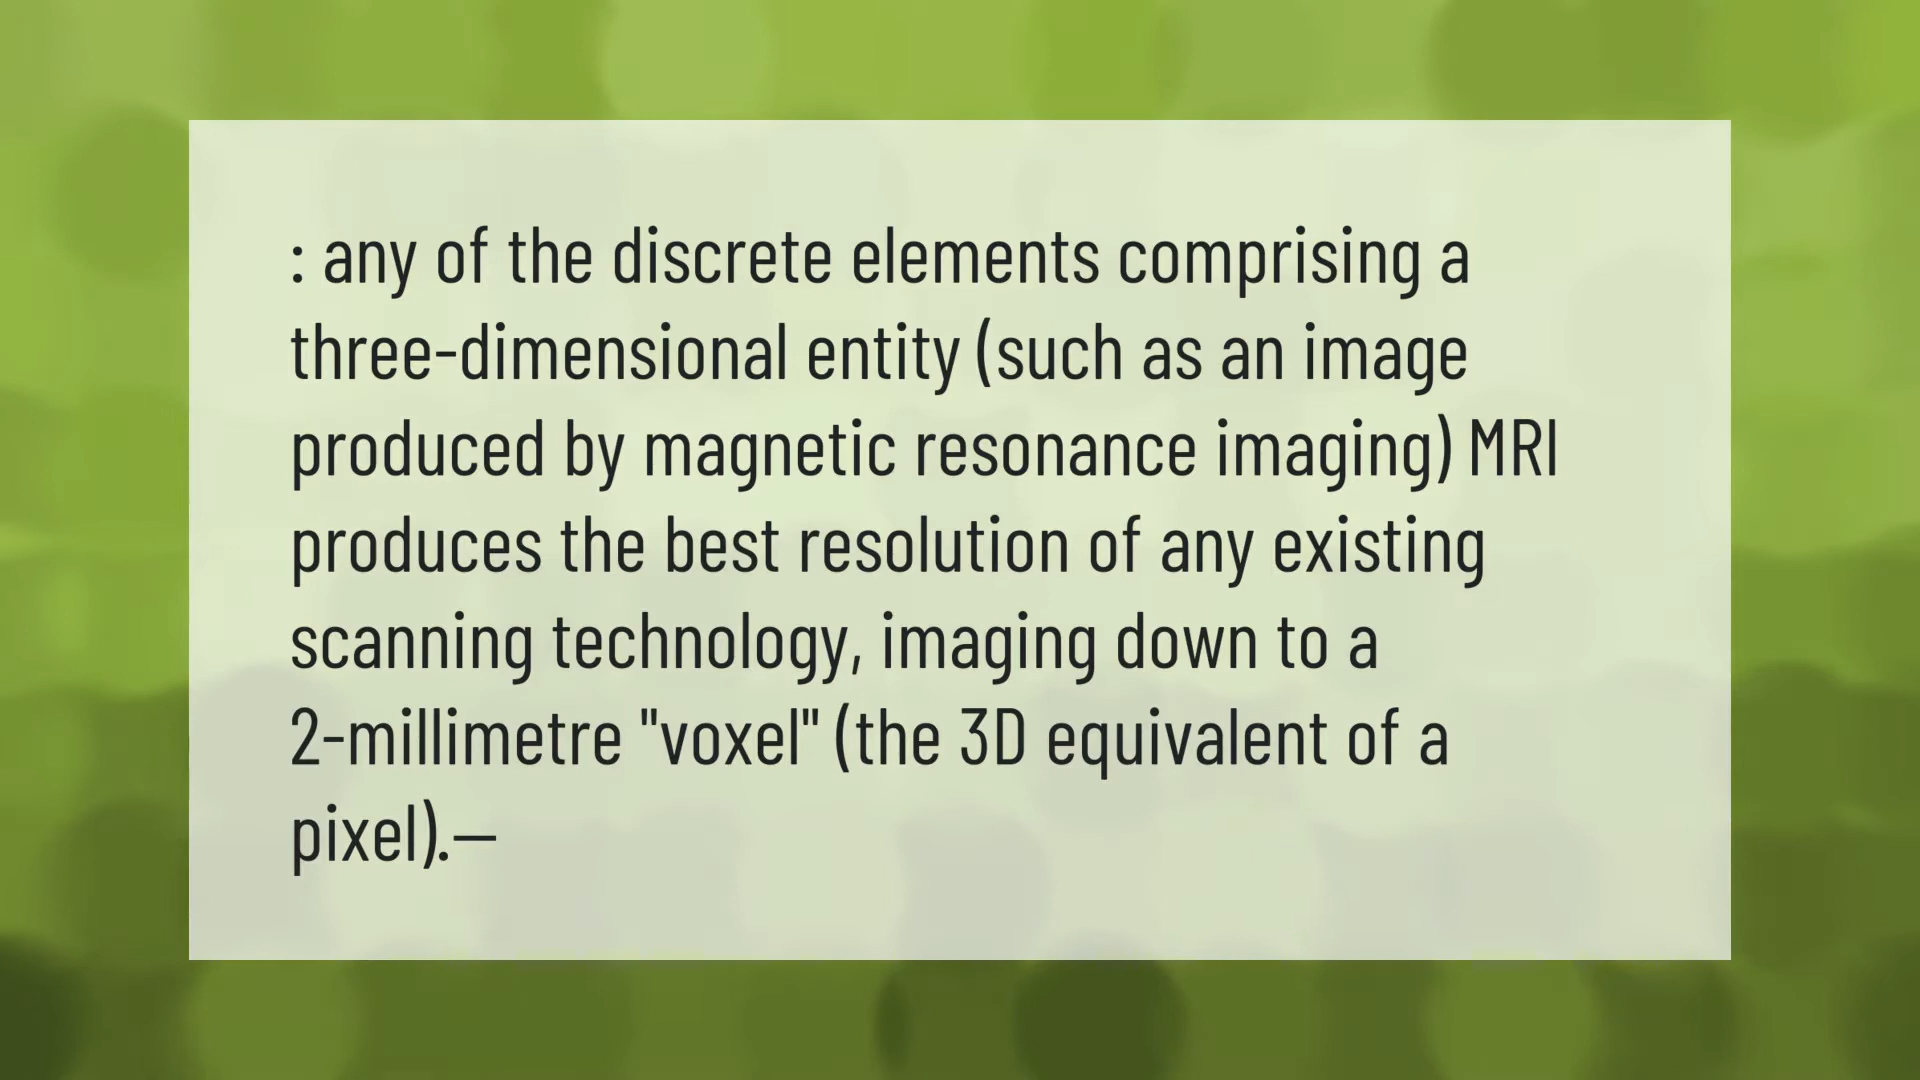 : any of the discrete elements comprising a
three-dimensional entity (such as an image
produced by magnetic resonance imaging) MRI
produces the best resolution of any existing
scanning technology, imaging down to a
2-millimetre "voxel" (the 3D equivalent of a
pixel).—